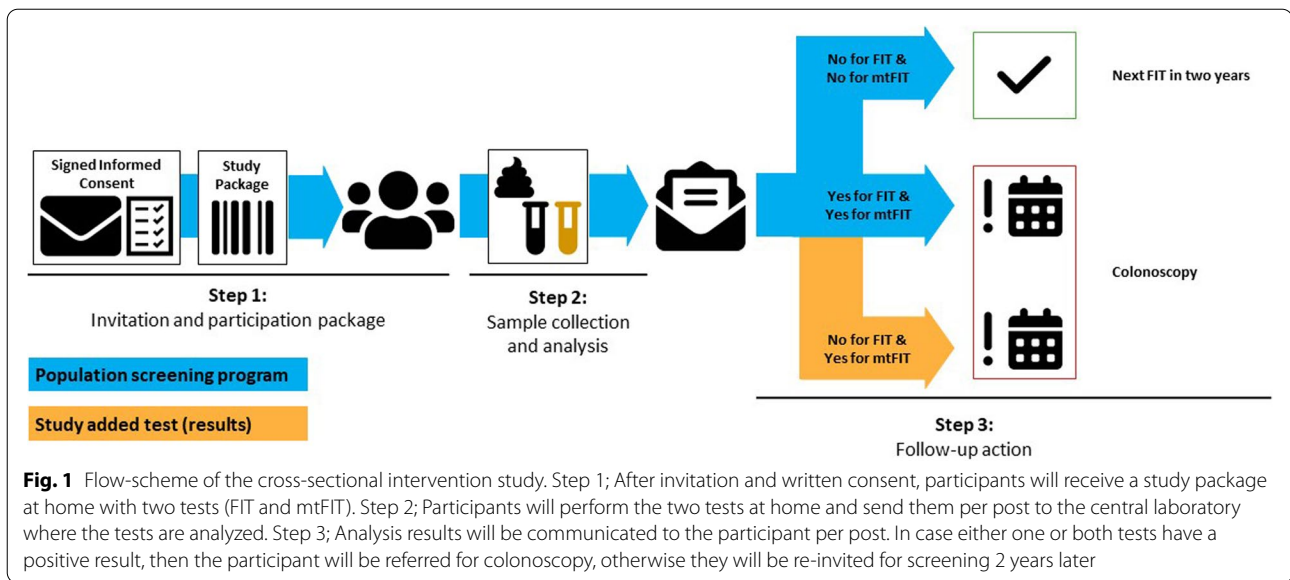 Signed Informed
Consent
Study
Package
No for FIT &
No for mtFIT
Next FIT in two years
Yes for FIT &
Yes for mtFIT
Colonoscopy
No for FIT &
Yes for mtFIT
Step 1:
Invitation and participation package
Step 2:
Sample collection
and analysis
Step 3:
Follow-up action
Population screening program
Study added test (results)
Fig. 1 Flow-scheme of the cross-sectional intervention study. Step 1; After invitation and written consent, participants will receive a study package
at home with two tests (FIT and mtFIT). Step 2; Participants will perform the two tests at home and send them per post to the central laboratory
where the tests are analyzed. Step 3; Analysis results will be communicated to the participant per post. In case either one or both tests have a
positive result, then the participant will be referred for colonoscopy, otherwise they will be re-invited for screening 2 years later